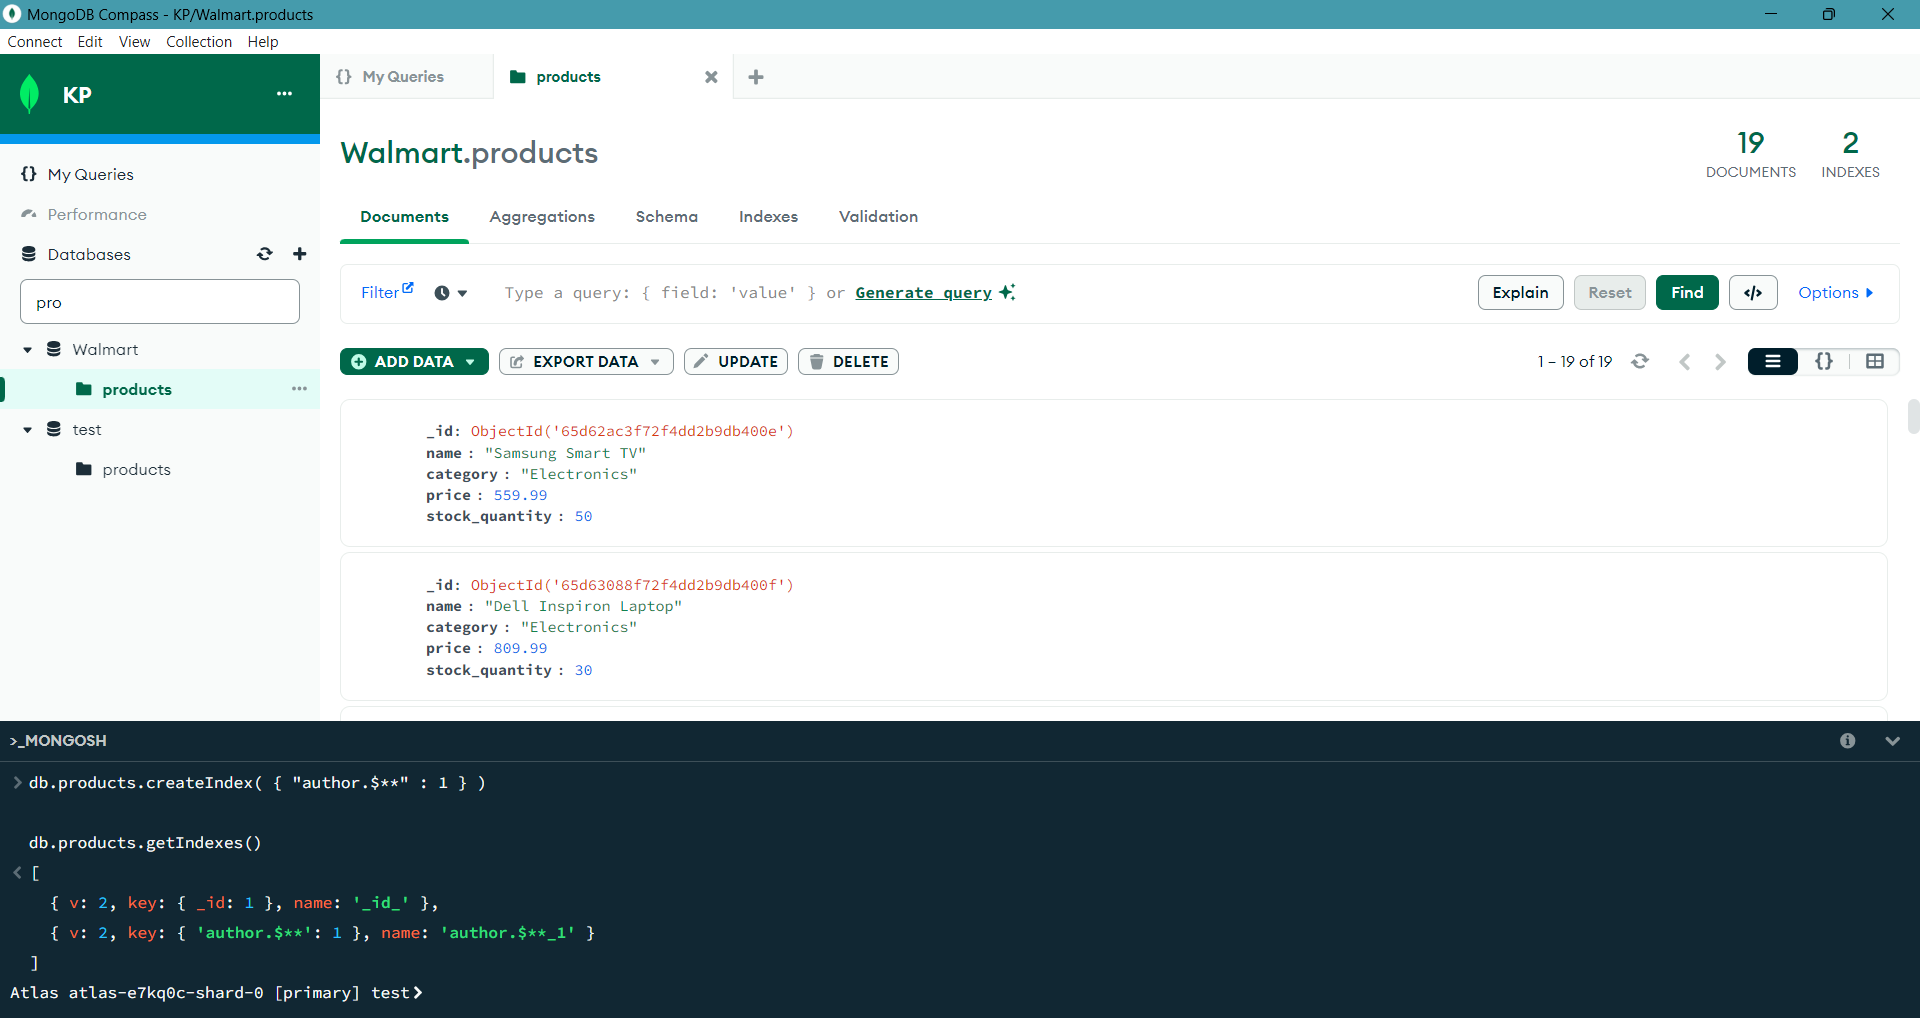 MongoDB Compass - KP/Walmart.products
Connect Edit View Collection Help
KP
My Queries
products
Walmart.products
19
DOCUMENTS
2
INDEXES
My Queries
Performance
Databases
pro
Walmart
products
test
products
Documents Aggregations Schema Indexes Validation
Filter
Type a query: { field: 'value' } or Generate query
Explain Reset Find </> Options
ADD DATA EXPORT DATA UPDATE DELETE
1 – 19 of 19
{}
_id: ObjectId('65d62ac3f72f4dd2b9db400e')
name : "Samsung Smart TV"
category : "Electronics"
price : 559.99
stock_quantity : 50
_id: ObjectId('65d63088f72f4dd2b9db400f')
name : "Dell Inspiron Laptop"
category : "Electronics"
price : 809.99
stock_quantity : 30
>_MONGOSH
> db.products.createIndex( { "author.$**" : 1 } )
db.products.getIndexes()
< [
{ v: 2, key: { _id: 1 }, name: '_id_' },
{ v: 2, key: { 'author.$**': 1 }, name: 'author.$**_1' }
]
Atlas atlas-e7kq0c-shard-0 [primary] test>